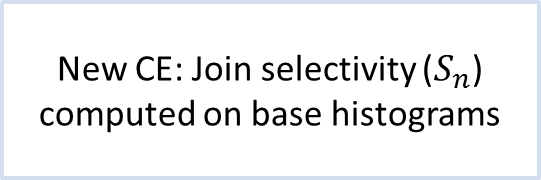 New CE: Join selectivity (Sₙ)
computed on base histograms